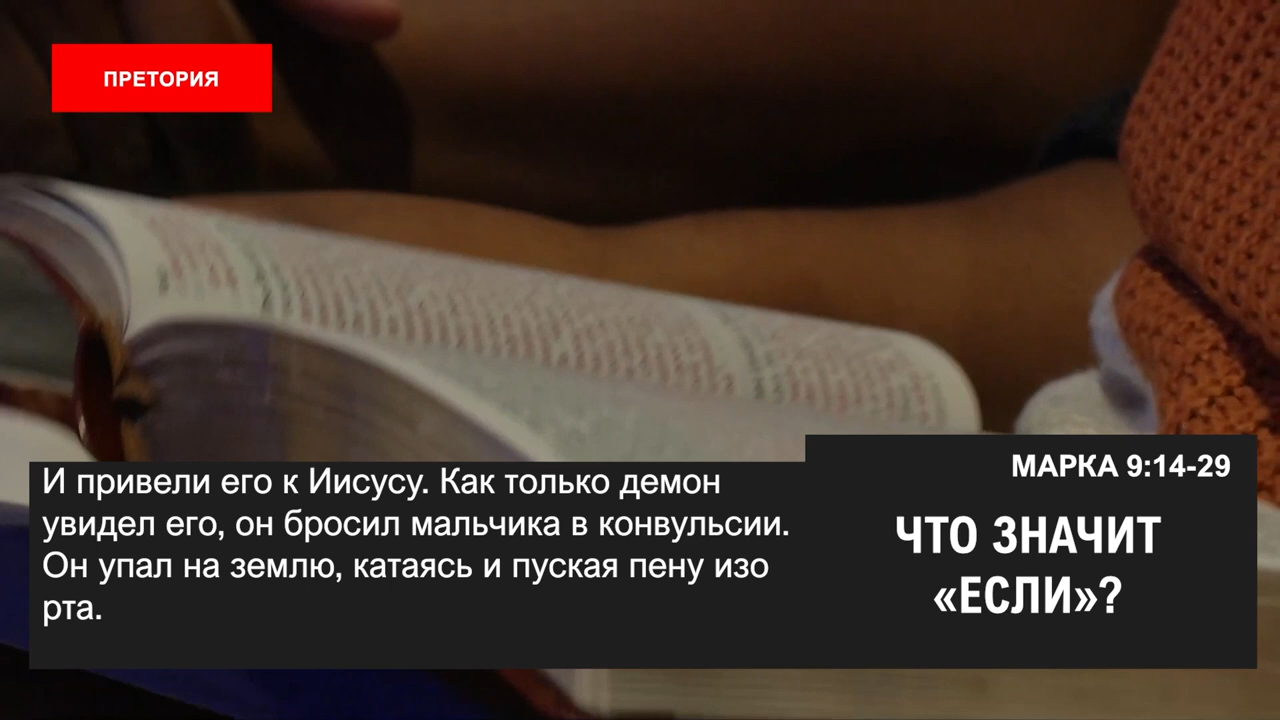 ПРЕТОРИЯ
И привели его к Иисусу. Как только демон
увидел его, он бросил мальчика в конвульсии.
Он упал на землю, катаясь и пуская пену изо
рта.
МАРКА 9:14-29
ЧТО ЗНАЧИТ
«ЕСЛИ»?